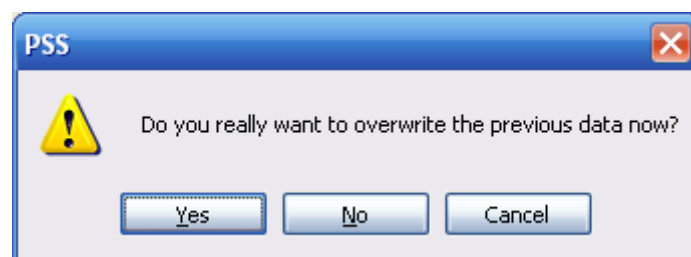 PSS
Do you really want to overwrite the previous data now?
Yes No Cancel